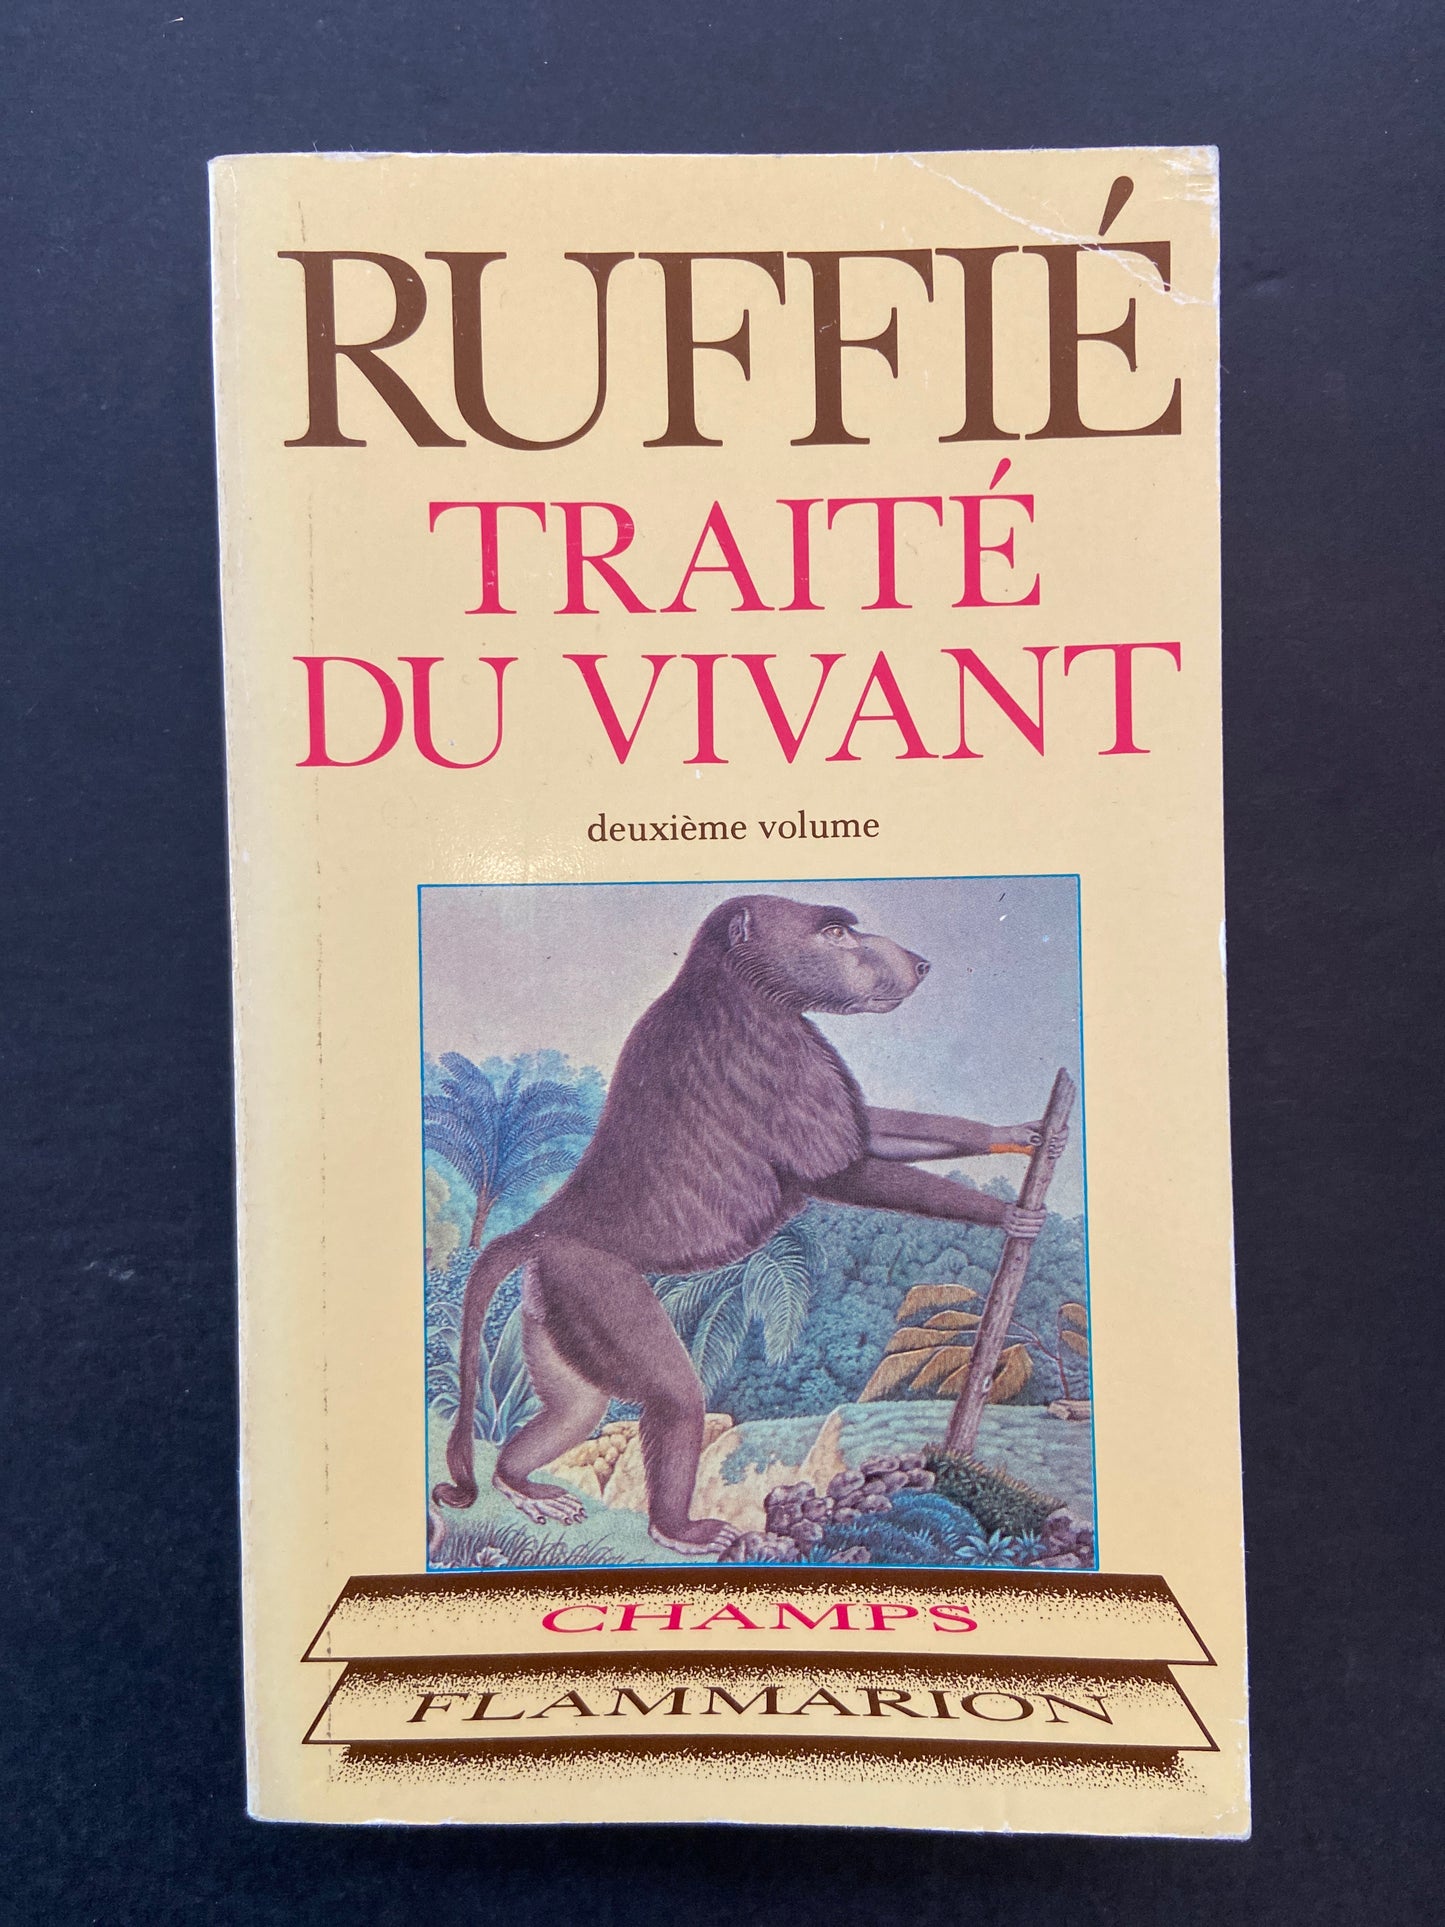 RUFFIÉ
TRAITÉ
DU VIVANT
deuxième volume
CHAMPS
FLAMMARION